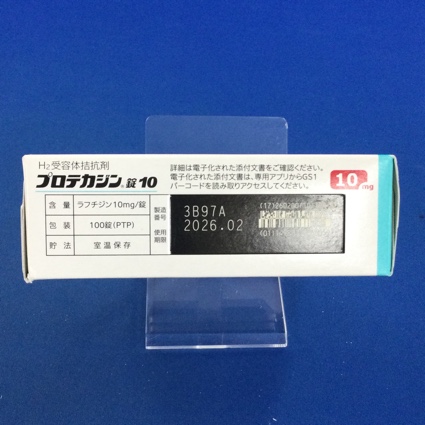 H₂受容体拮抗剤
プロテカジン®錠10
詳細は電子化された添付文書をご確認ください。
電子化された添付文書は、専用アプリからGS1
バーコードを読み取りアクセスしてください。
10mg
含量 ラフチジン10mg/錠
包装 100錠(PTP)
貯法 室温保存
製造番号 3B97A
使用期限 2026.02